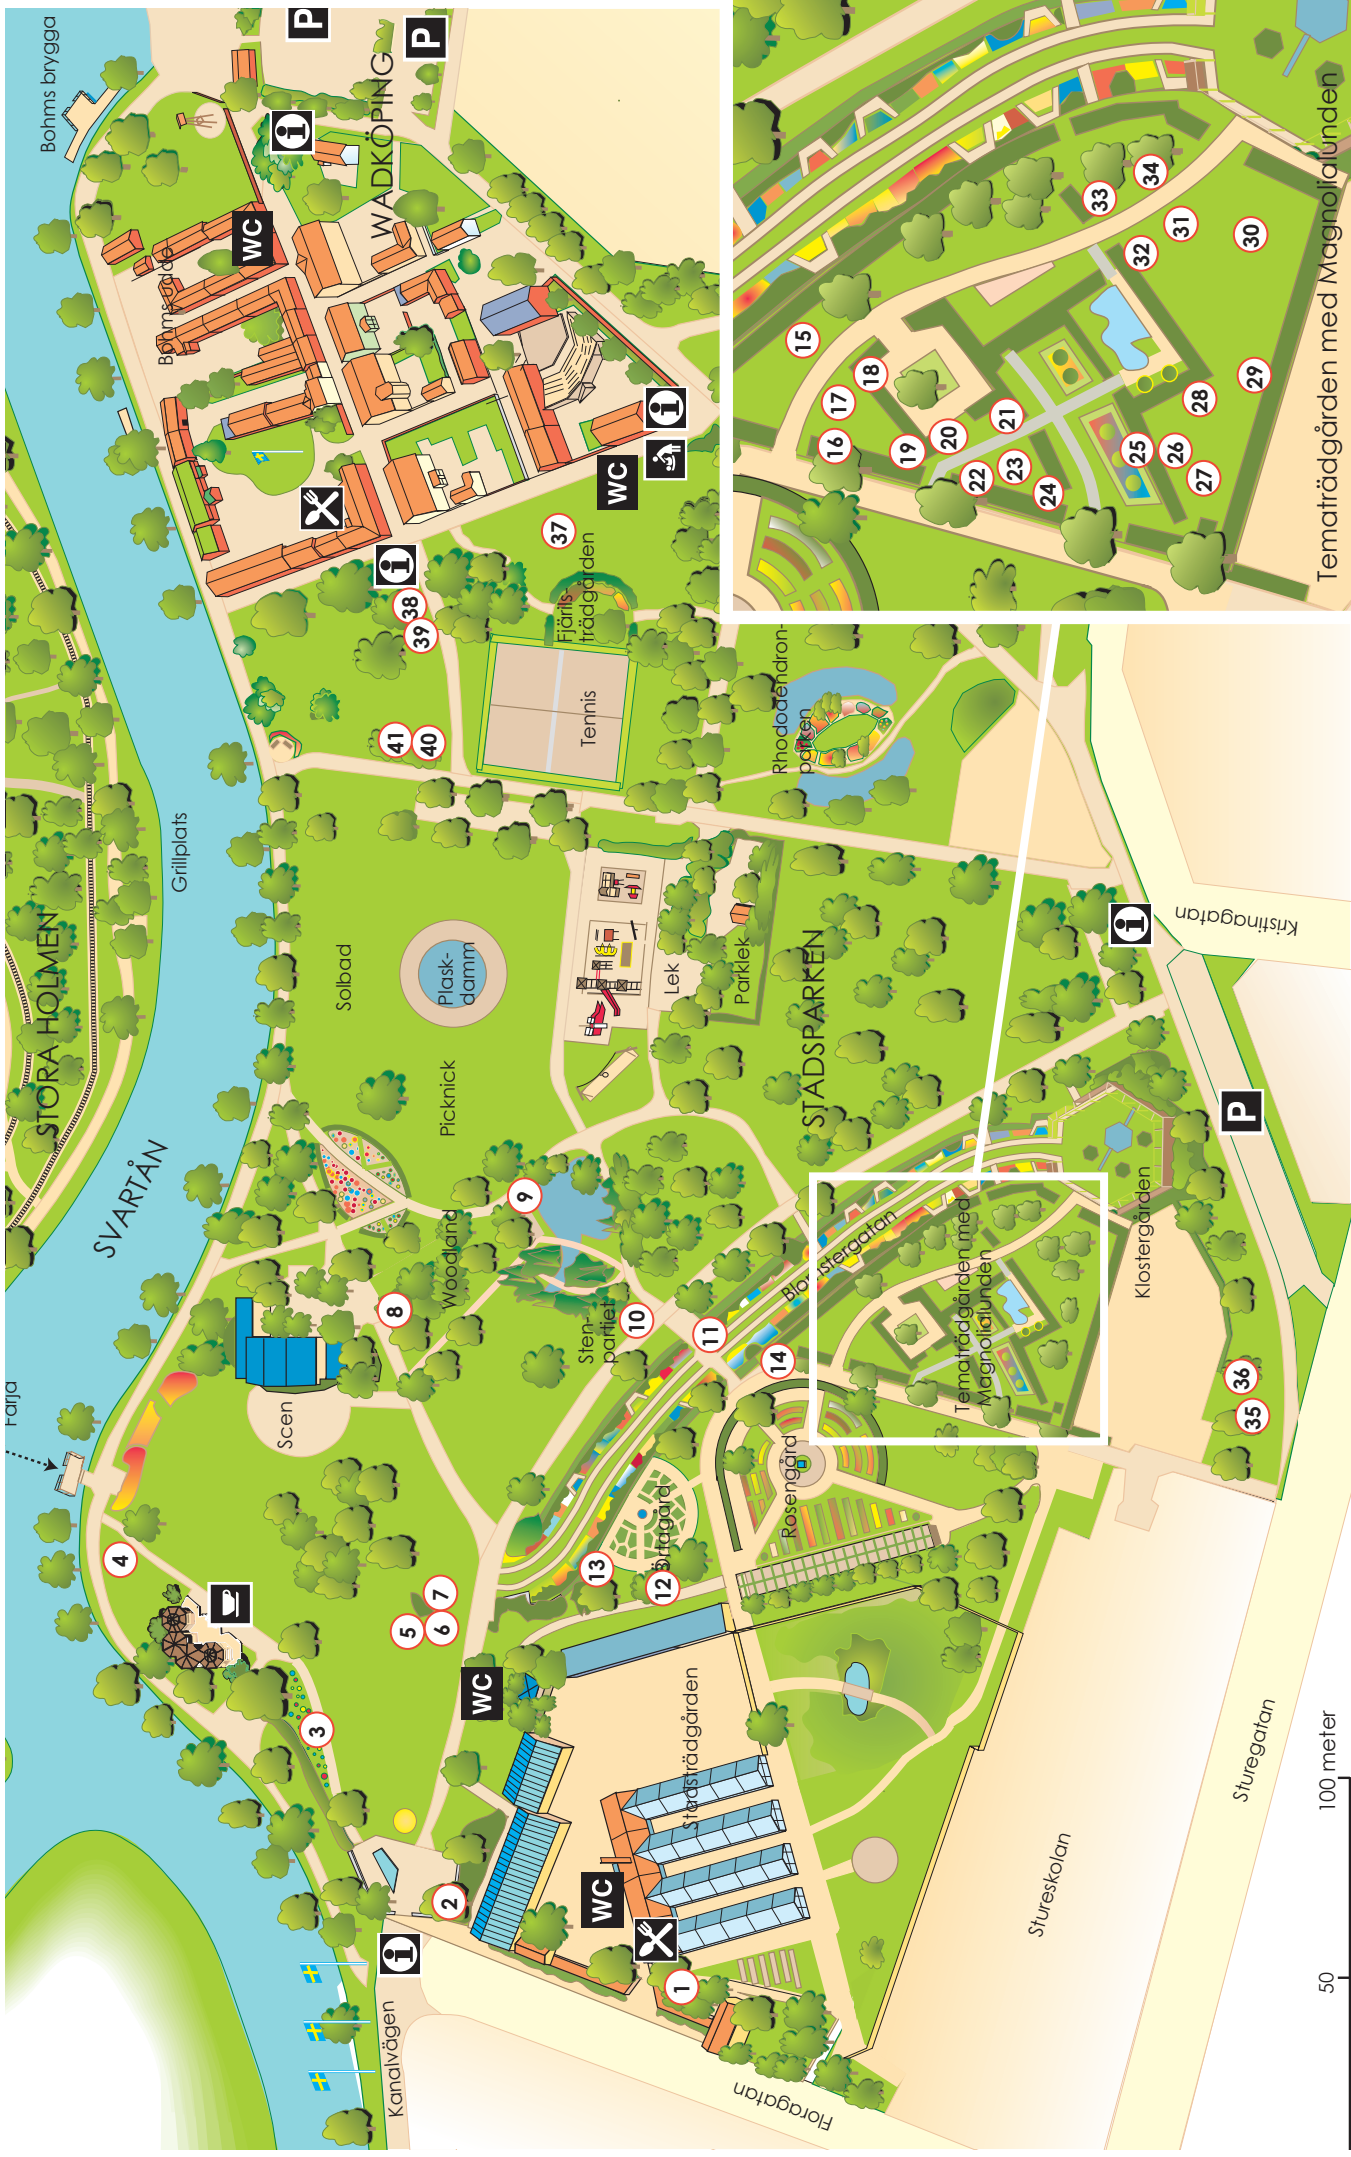 Färja
SVARTÅN
STORA HOLMEN
Grillplats
Bohms brygga
Bohms udde
WADKÖPING
P
P
i
WC
i
WC
i
Kanalvägen
i
2
3
4
5
6
7
WC
Scen
8
Woodland
9
Sten-
partiet
10
11
Picknick
Solbad
Plask-
damm
Lek
Parklek
STADSPARKEN
41
40
39
38
37
Tennis
Fjärils-
trädgården
Rhododendron-
parken
1
WC
Stadsträdgården
12
13
Örtagård
14
Rosengård
Blomstergatan
Tematrädgården med
Magnolialunden
Klostergården
35
36
P
i
Kristinagatan
Floragatan
Stureskolan
Sturegatan
50
100 meter
15
16
17
18
19
20
21
22
23
24
25
26
27
28
29
30
31
32
33
34
Tematrädgården med Magnolialunden